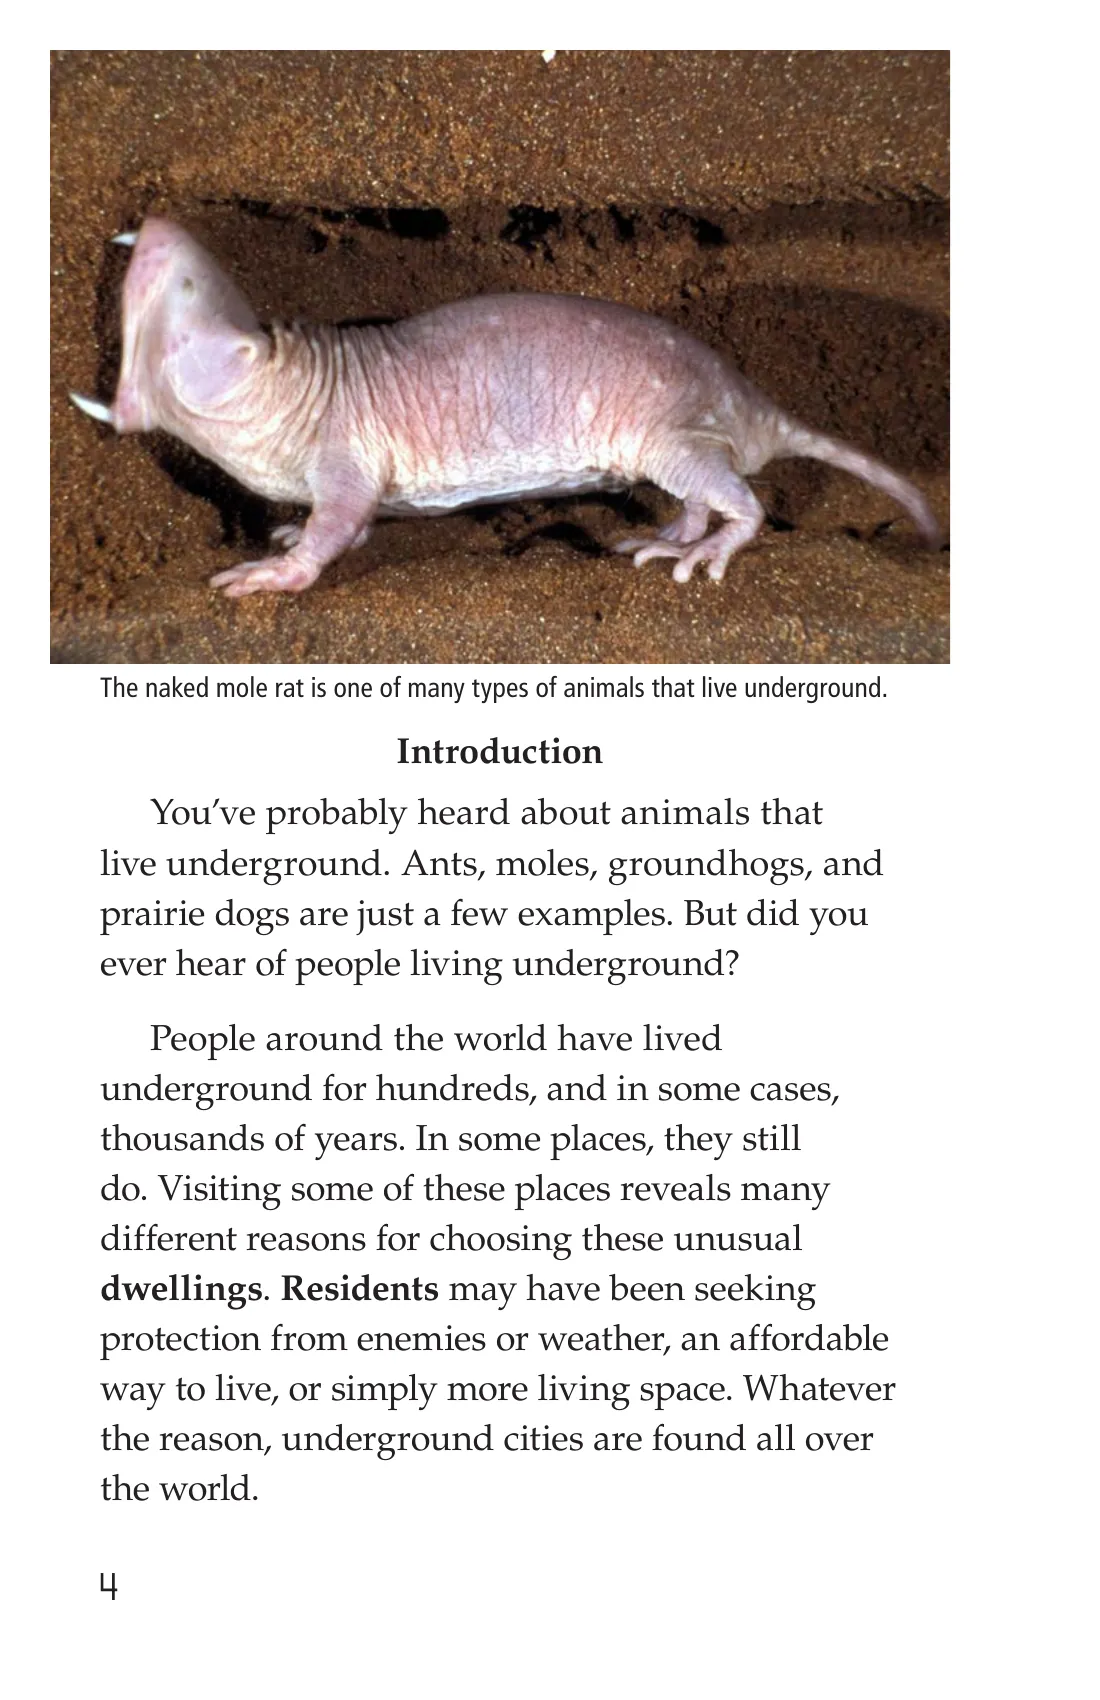 The naked mole rat is one of many types of animals that live underground.
Introduction
You’ve probably heard about animals that
live underground. Ants, moles, groundhogs, and
prairie dogs are just a few examples. But did you
ever hear of people living underground?
People around the world have lived
underground for hundreds, and in some cases,
thousands of years. In some places, they still
do. Visiting some of these places reveals many
different reasons for choosing these unusual
dwellings. Residents may have been seeking
protection from enemies or weather, an affordable
way to live, or simply more living space. Whatever
the reason, underground cities are found all over
the world.
4